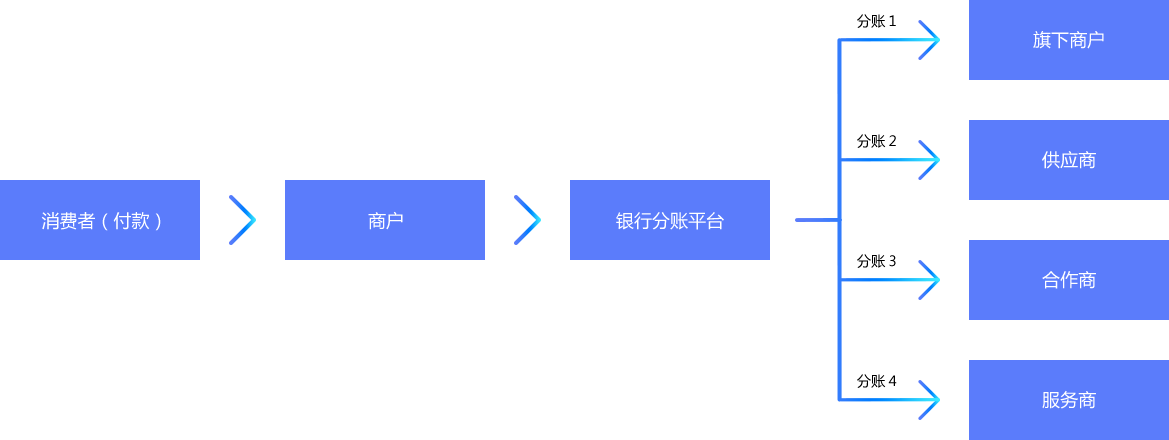 消费者（付款）
商户
银行分账平台
分账 1
旗下商户
分账 2
供应商
分账 3
合作商
分账 4
服务商